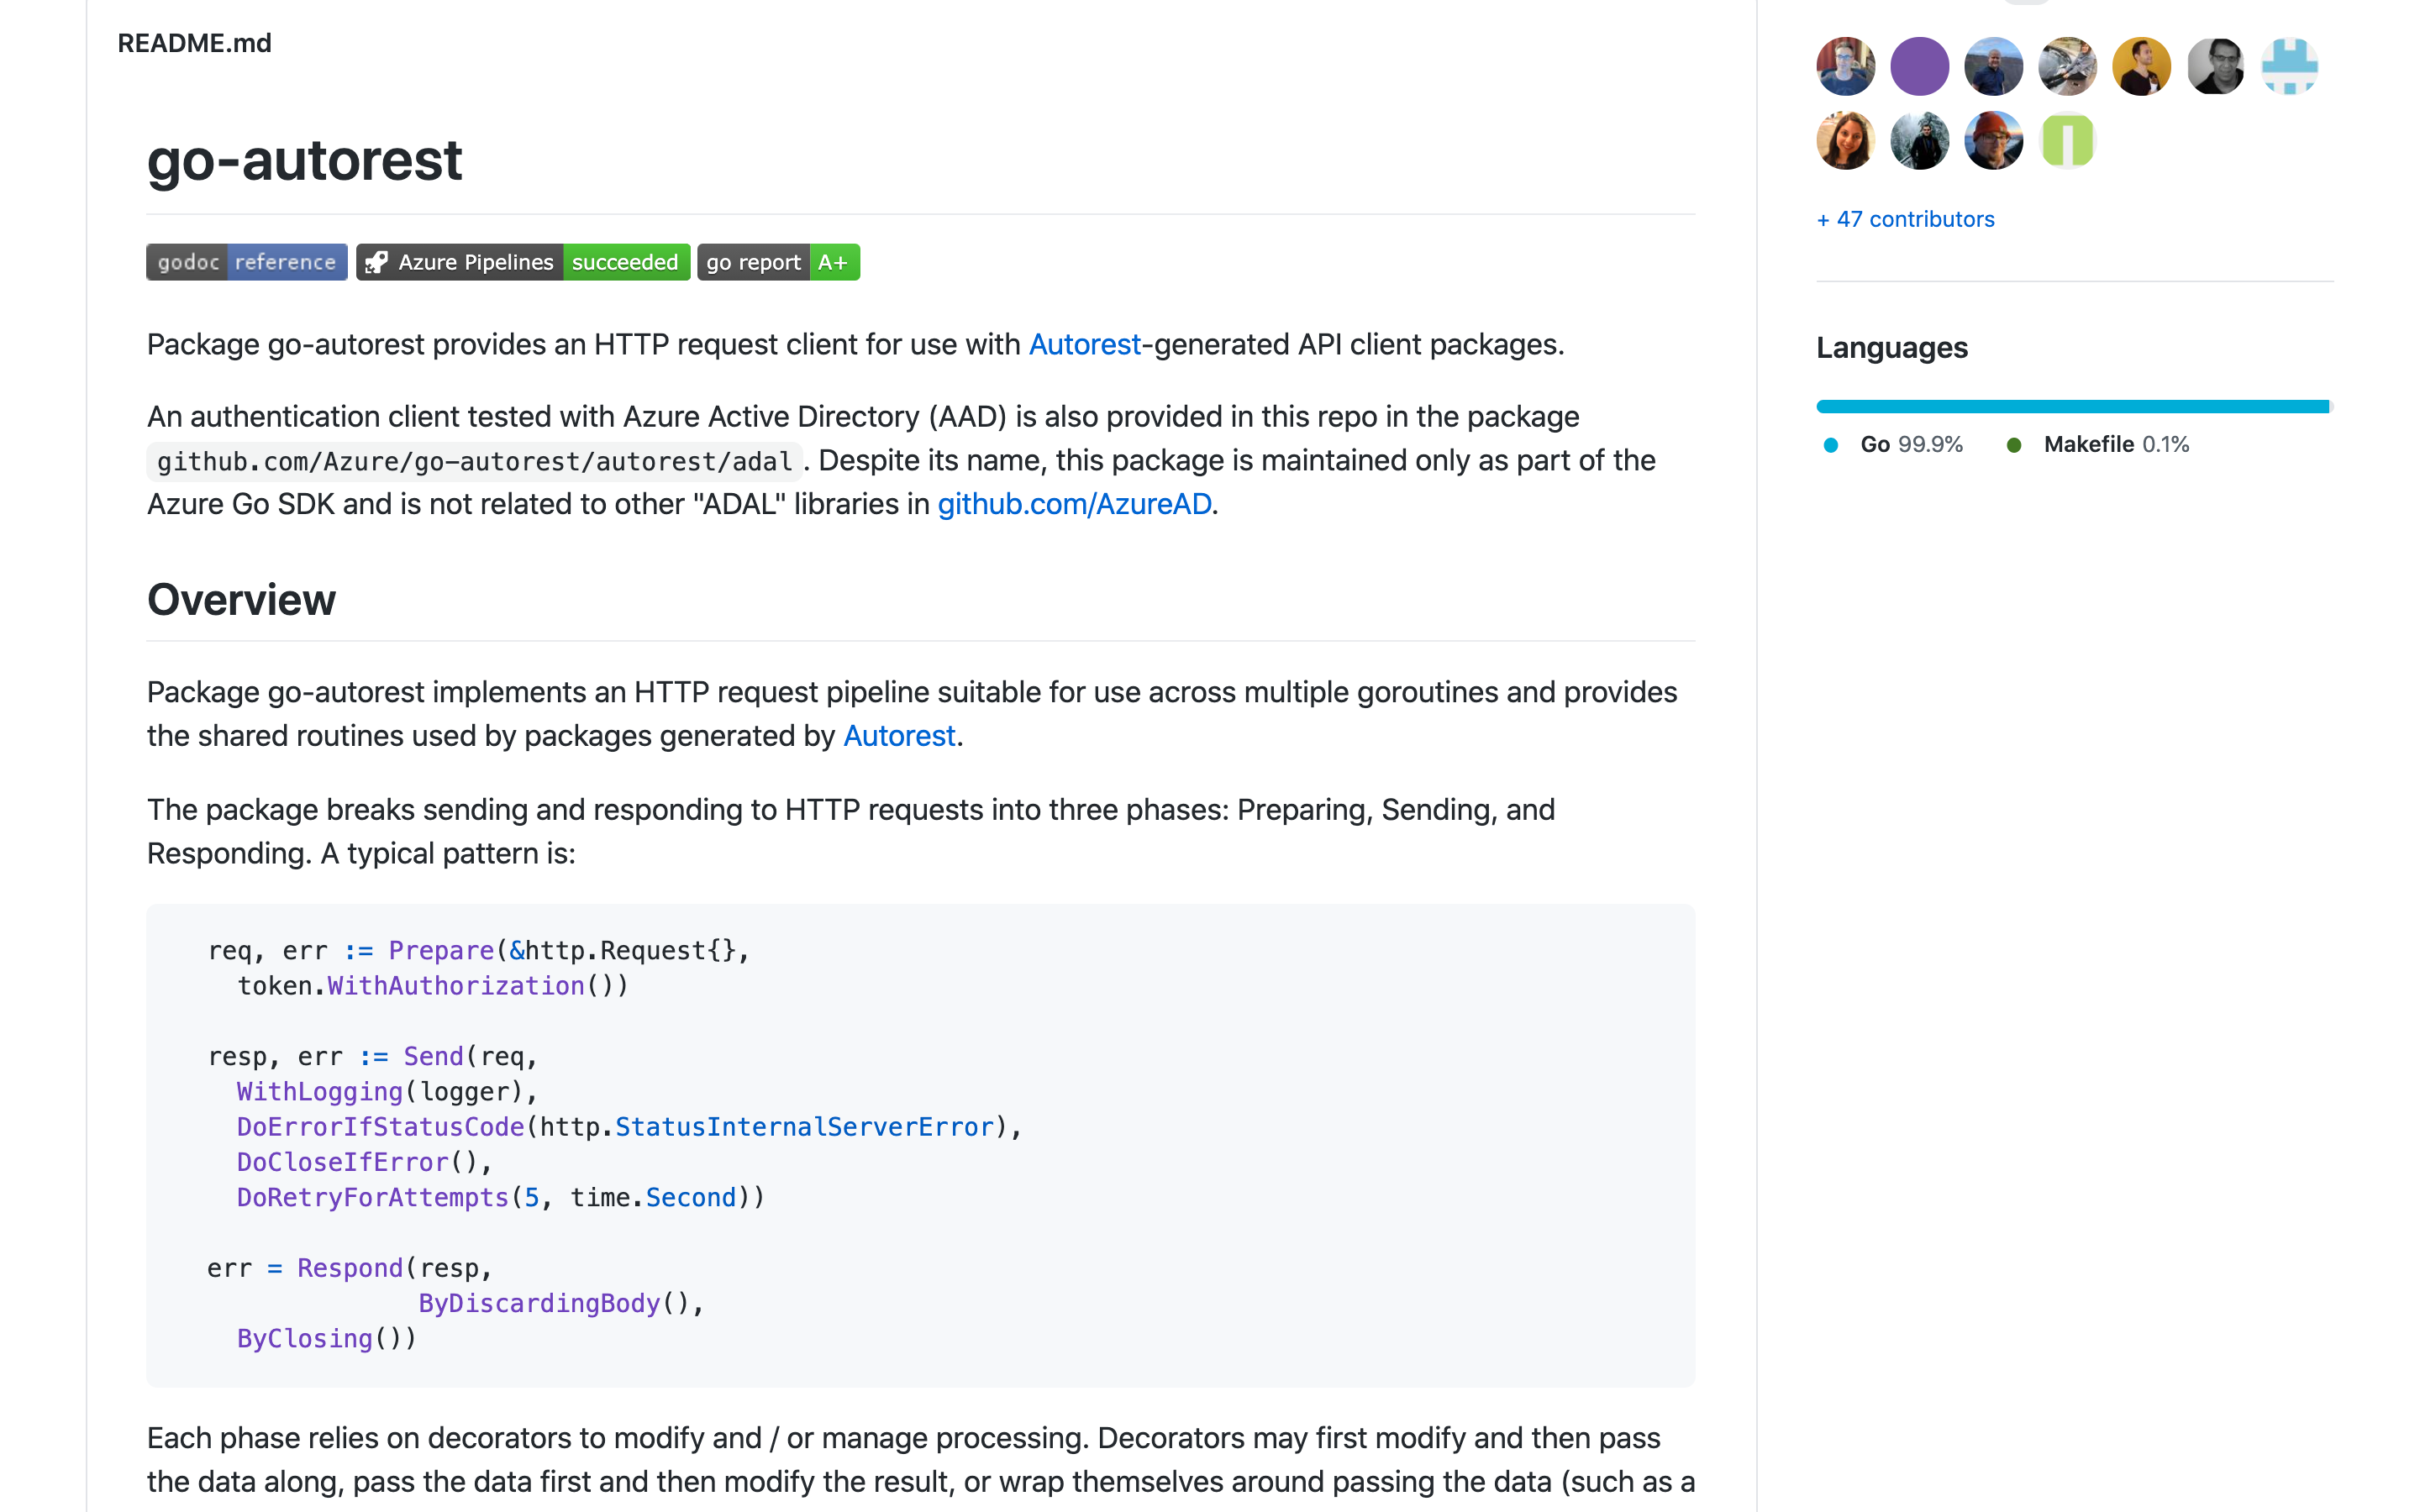 README.md
go-autorest
godoc reference Azure Pipelines succeeded go report A+
Package go-autorest provides an HTTP request client for use with Autorest-generated API client packages.
An authentication client tested with Azure Active Directory (AAD) is also provided in this repo in the package
github.com/Azure/go-autorest/autorest/adal . Despite its name, this package is maintained only as part of the
Azure Go SDK and is not related to other "ADAL" libraries in github.com/AzureAD.
Overview
Package go-autorest implements an HTTP request pipeline suitable for use across multiple goroutines and provides
the shared routines used by packages generated by Autorest.
The package breaks sending and responding to HTTP requests into three phases: Preparing, Sending, and
Responding. A typical pattern is:
req, err := Prepare(&http.Request{},
  token.WithAuthorization())
resp, err := Send(req,
  WithLogging(logger),
  DoErrorIfStatusCode(http.StatusInternalServerError),
  DoCloseIfError(),
  DoRetryForAttempts(5, time.Second))
err = Respond(resp,
              ByDiscardingBody(),
  ByClosing())
Each phase relies on decorators to modify and / or manage processing. Decorators may first modify and then pass
the data along, pass the data first and then modify the result, or wrap themselves around passing the data (such as a
+ 47 contributors
Languages
Go 99.9% Makefile 0.1%